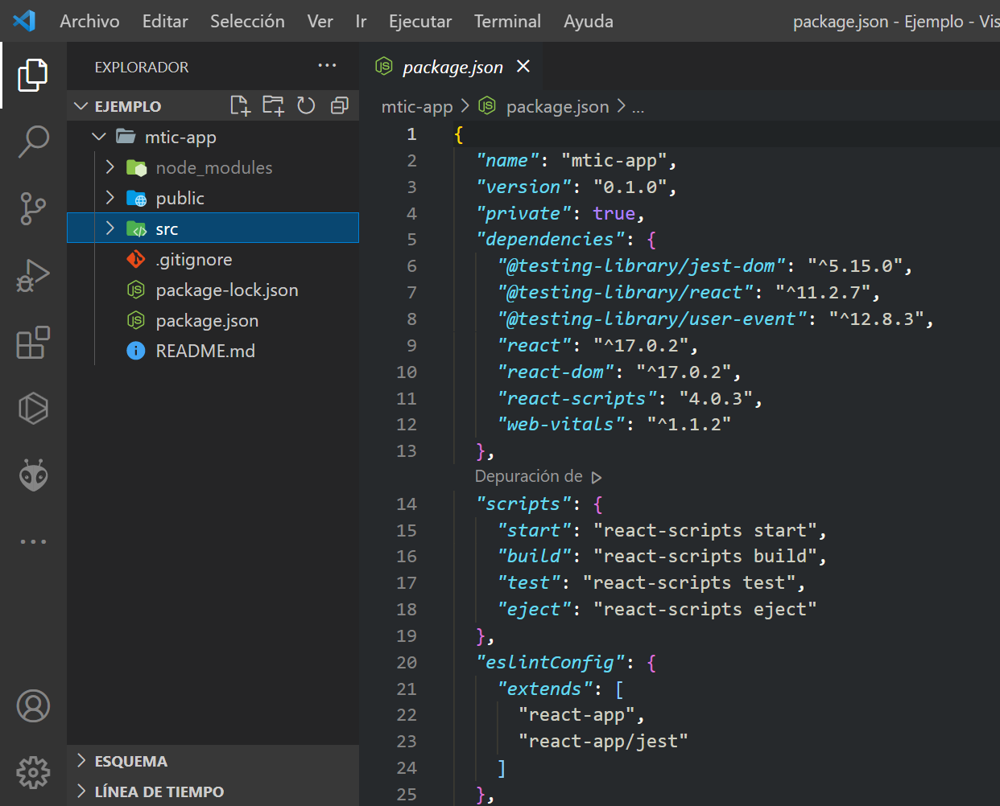 Archivo Editar Selección Ver Ir Ejecutar Terminal Ayuda package.json - Ejemplo - Vis
EXPLORADOR ...
EJEMPLO
mtic-app
node_modules
public
src
.gitignore
package-lock.json
package.json
README.md
ESQUEMA
LÍNEA DE TIEMPO
package.json
mtic-app > package.json > ...
1 {
2 "name": "mtic-app",
3 "version": "0.1.0",
4 "private": true,
5 "dependencies": {
6 "@testing-library/jest-dom": "^5.15.0",
7 "@testing-library/react": "^11.2.7",
8 "@testing-library/user-event": "^12.8.3",
9 "react": "^17.0.2",
10 "react-dom": "^17.0.2",
11 "react-scripts": "4.0.3",
12 "web-vitals": "^1.1.2"
13 },
Depuración de
14 "scripts": {
15 "start": "react-scripts start",
16 "build": "react-scripts build",
17 "test": "react-scripts test",
18 "eject": "react-scripts eject"
19 },
20 "eslintConfig": {
21 "extends": [
22 "react-app",
23 "react-app/jest"
24 ]
25 },